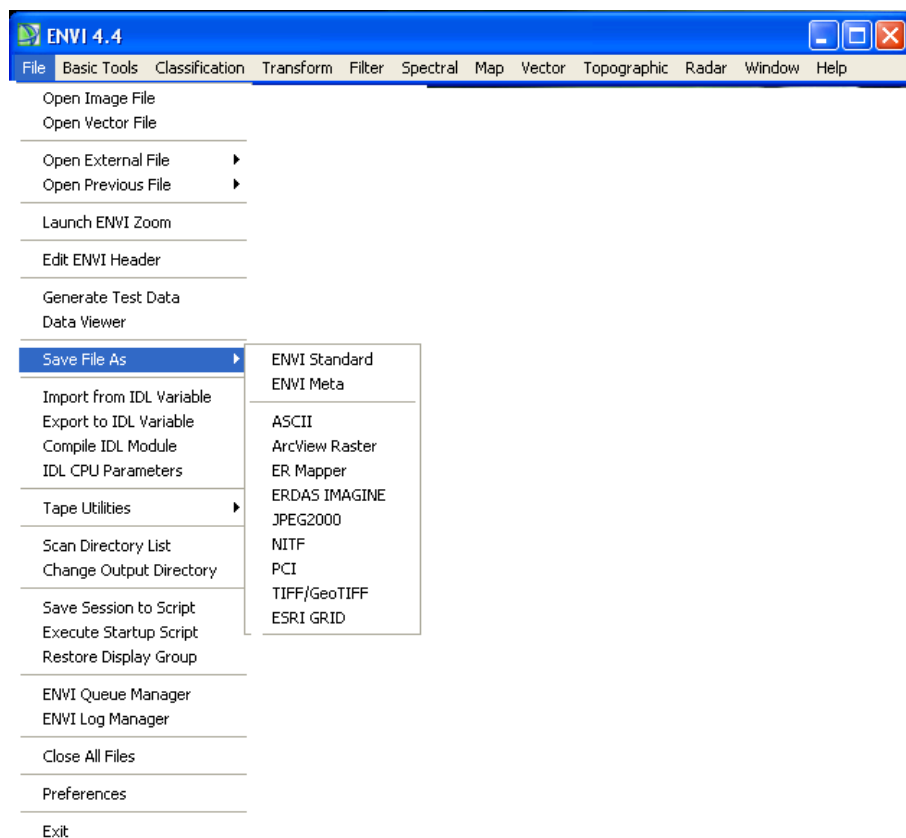 ENVI 4.4
File Basic Tools Classification Transform Filter Spectral Map Vector Topographic Radar Window Help
Open Image File
Open Vector File
Open External File
Open Previous File
Launch ENVI Zoom
Edit ENVI Header
Generate Test Data
Data Viewer
Save File As
ENVI Standard
ENVI Meta
ASCII
ArcView Raster
ER Mapper
ERDAS IMAGINE
JPEG2000
NITF
PCI
TIFF/GeoTIFF
ESRI GRID
Import from IDL Variable
Export to IDL Variable
Compile IDL Module
IDL CPU Parameters
Tape Utilities
Scan Directory List
Change Output Directory
Save Session to Script
Execute Startup Script
Restore Display Group
ENVI Queue Manager
ENVI Log Manager
Close All Files
Preferences
Exit